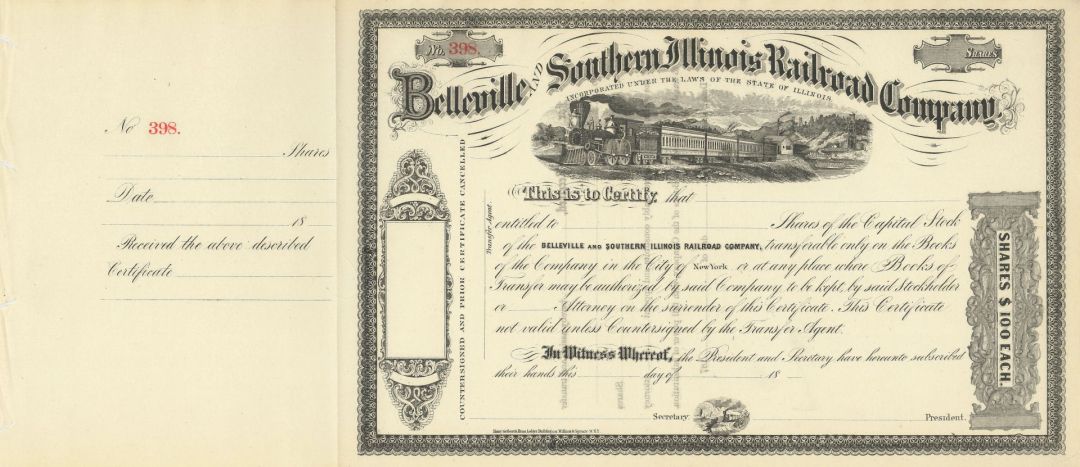 No 398.
Shares
Date
18
Received the above described
Certificate
No. 398.
Shares
Belleville AND Southern Illinois Railroad Company.
INCORPORATED UNDER THE LAWS OF THE STATE OF ILLINOIS.
COUNTERSIGNED AND PRIOR CERTIFICATE CANCELLED
Transfer Agent.
This is to Certify, that
entitled to Shares of the Capital Stock
of the BELLEVILLE AND SOUTHERN ILLINOIS RAILROAD COMPANY, transferable only on the Books
of the Company in the City of New York or at any place where Books of
Transfer may be authorized by said Company to be kept, by said Stockholder
or Attorney on the surrender of this Certificate. This Certificate
not valid unless Countersigned by the Transfer Agent.
In Witness Whereof, the President and Secretary have hereunto subscribed
their hands this day of 18
Secretary.
President.
SHARES $100 EACH.